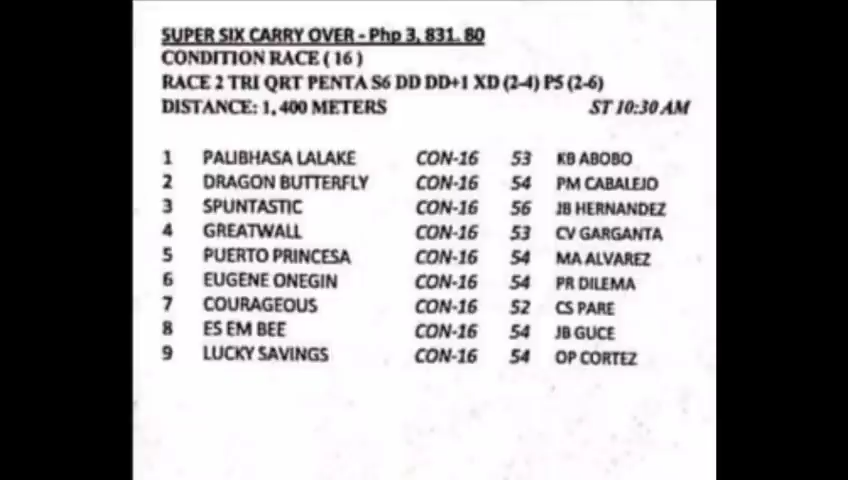 SUPER SIX CARRY OVER - Php 3, 831. 80
CONDITION RACE ( 16 )
RACE 2 TRI QRT PENTA S6 DD DD+1 XD (2-4) P5 (2-6)
DISTANCE: 1, 400 METERS ST 10:30 AM
1 PALIBHASA LALAKE CON-16 53 KB ABOBO
2 DRAGON BUTTERFLY CON-16 54 PM CABALEJO
3 SPUNTASTIC CON-16 56 JB HERNANDEZ
4 GREATWALL CON-16 53 CV GARGANTA
5 PUERTO PRINCESA CON-16 54 MA ALVAREZ
6 EUGENE ONEGIN CON-16 54 PR DILEMA
7 COURAGEOUS CON-16 52 CS PARE
8 ES EM BEE CON-16 54 JB GUCE
9 LUCKY SAVINGS CON-16 54 OP CORTEZ